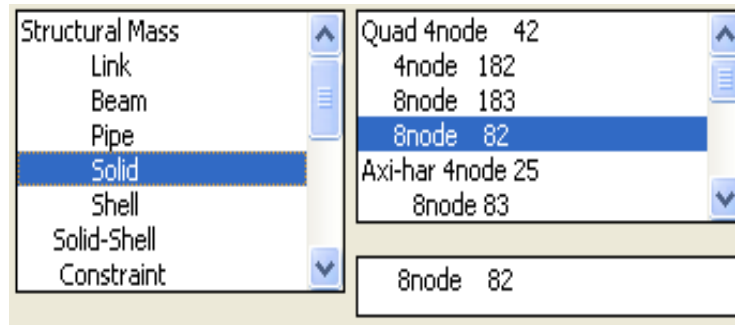 Structural Mass
Link
Beam
Pipe
Solid
Shell
Solid-Shell
Constraint
Quad 4node 42
4node 182
8node 183
8node 82
Axi-har 4node 25
8node 83
8node 82